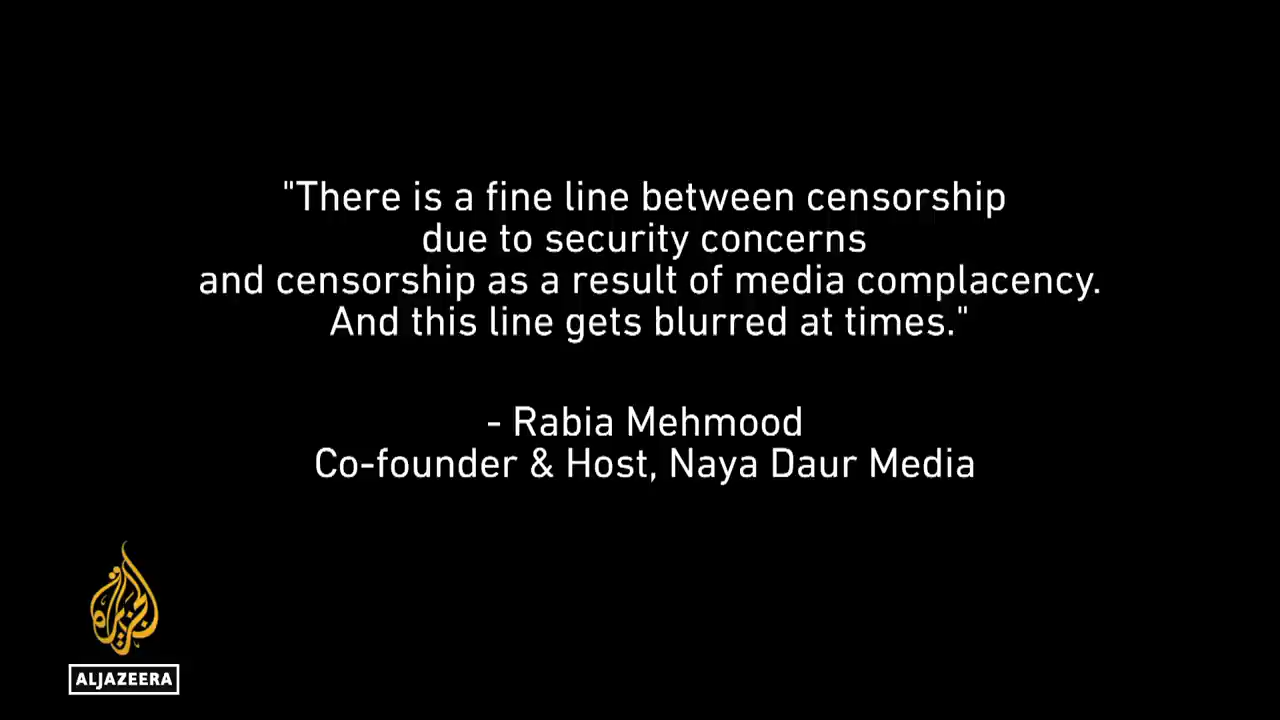 "There is a fine line between censorship
due to security concerns
and censorship as a result of media complacency.
And this line gets blurred at times."
- Rabia Mehmood
Co-founder & Host, Naya Daur Media
الجزيرة
ALJAZEERA